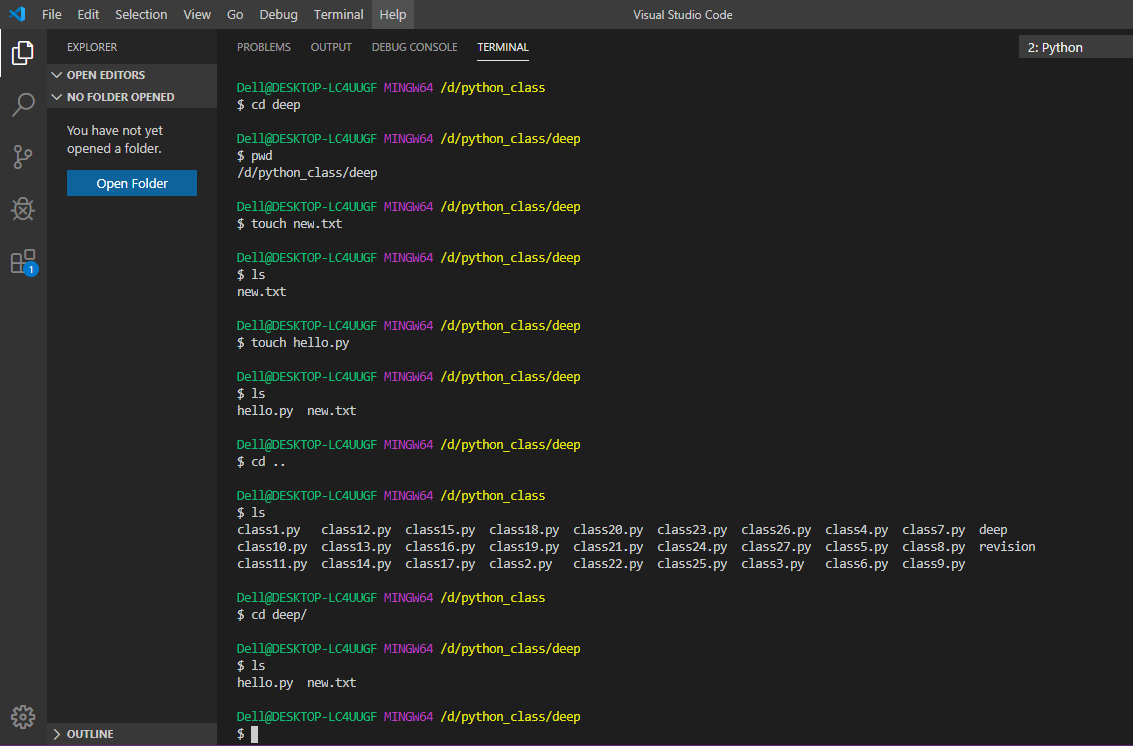 File Edit Selection View Go Debug Terminal Help Visual Studio Code
EXPLORER
OPEN EDITORS
NO FOLDER OPENED
You have not yet
opened a folder.
Open Folder
1
OUTLINE
PROBLEMS OUTPUT DEBUG CONSOLE TERMINAL 2: Python
Dell@DESKTOP-LC4UUGF MINGW64 /d/python_class
$ cd deep
Dell@DESKTOP-LC4UUGF MINGW64 /d/python_class/deep
$ pwd
/d/python_class/deep
Dell@DESKTOP-LC4UUGF MINGW64 /d/python_class/deep
$ touch new.txt
Dell@DESKTOP-LC4UUGF MINGW64 /d/python_class/deep
$ ls
new.txt
Dell@DESKTOP-LC4UUGF MINGW64 /d/python_class/deep
$ touch hello.py
Dell@DESKTOP-LC4UUGF MINGW64 /d/python_class/deep
$ ls
hello.py new.txt
Dell@DESKTOP-LC4UUGF MINGW64 /d/python_class/deep
$ cd ..
Dell@DESKTOP-LC4UUGF MINGW64 /d/python_class
$ ls
class1.py class12.py class15.py class18.py class20.py class23.py class26.py class4.py class7.py deep
class10.py class13.py class16.py class19.py class21.py class24.py class27.py class5.py class8.py revision
class11.py class14.py class17.py class2.py class22.py class25.py class3.py class6.py class9.py
Dell@DESKTOP-LC4UUGF MINGW64 /d/python_class
$ cd deep/
Dell@DESKTOP-LC4UUGF MINGW64 /d/python_class/deep
$ ls
hello.py new.txt
Dell@DESKTOP-LC4UUGF MINGW64 /d/python_class/deep
$